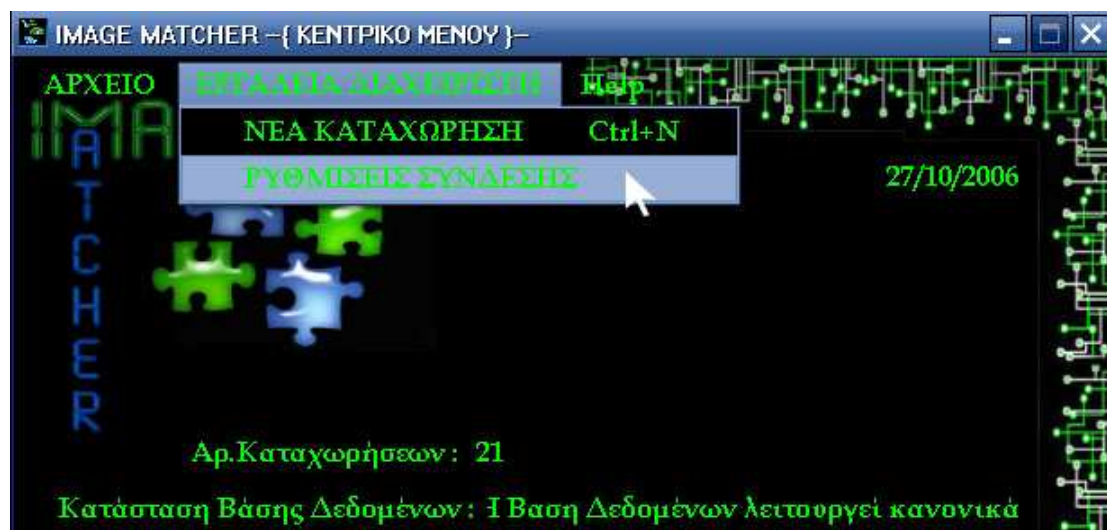 IMAGE MATCHER –{ ΚΕΝΤΡΙΚΟ ΜΕΝΟΥ }–
ΑΡΧΕΙΟ ΕΡΓΑΛΕΙΑ ΔΙΑΧΕΙΡΙΣΗ Help
ΝΕΑ ΚΑΤΑΧΩΡΗΣΗ Ctrl+N
ΡΥΘΜΙΣΕΙΣ ΣΥΝΔΕΣΗΣ
IMA
MATCHER
27/10/2006
Αρ.Καταχωρήσεων : 21
Κατάσταση Βάσης Δεδομένων : Βαση Δεδομένων λειτουργεί κανονικά